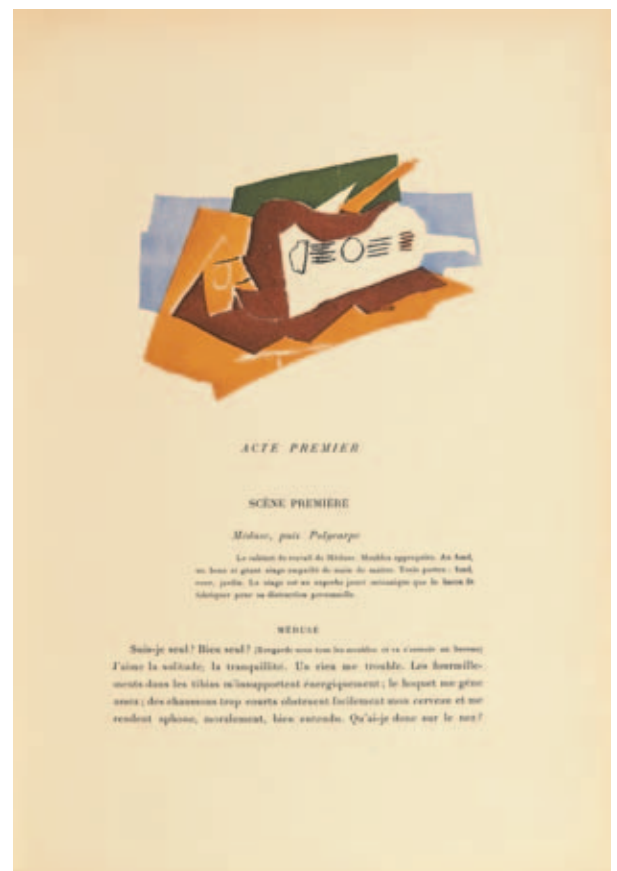 ACTE PREMIER
SCÈNE PREMIÈRE
Méduse, puis Polycarpe
Le cabinet de travail de Méduse. Meubles appropriés. Au fond,
un beau et géant singe empaillé de main de maître. Trois portes : fond,
cour, jardin. Le singe est un superbe jouet mécanique que le baron fit
fabriquer pour sa distraction personnelle.
MÉDUSE
Suis-je seul? Bien seul? (Regarde sous tous les meubles et va s'asseoir au bureau)
J'aime la solitude; la tranquillité. Un rien me trouble. Les fourmille-
ments dans les tibias m'insupportent énergiquement; le hoquet me gêne
assez; des chaussons trop courts obstruent facilement mon cerveau et me
rendent aphone, moralement, bien entendu. Qu'ai-je donc sur le nez?